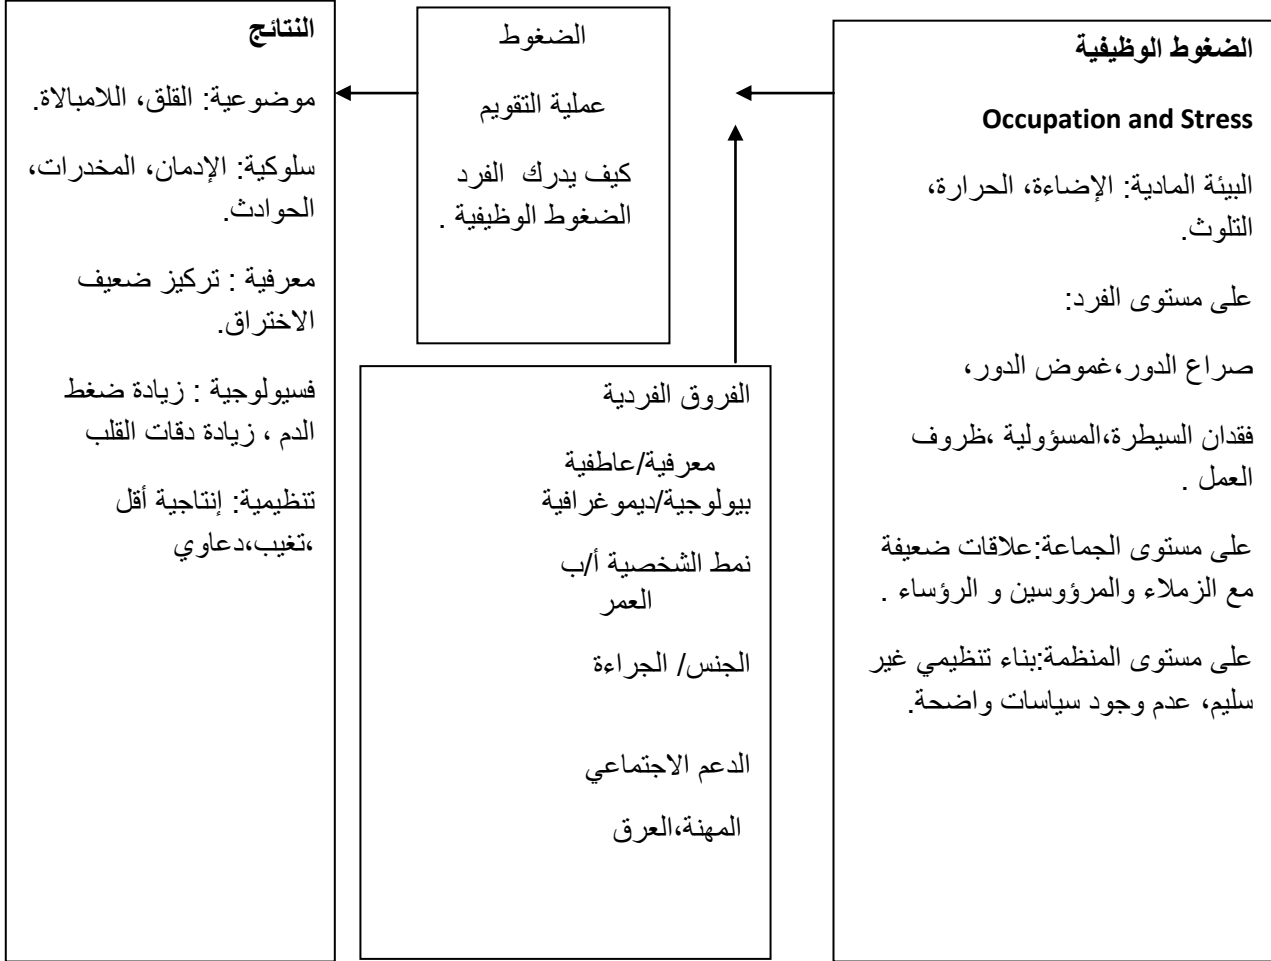 الضغوط الوظيفية
Occupation and Stress
البيئة المادية: الإضاءة، الحرارة،
التلوث.
على مستوى الفرد:
صراع الدور،غموض الدور،
فقدان السيطرة،المسؤولية ،ظروف
العمل .
على مستوى الجماعة:علاقات ضعيفة
مع الزملاء والمرؤوسين و الرؤساء .
على مستوى المنظمة:بناء تنظيمي غير
سليم، عدم وجود سياسات واضحة.
الضغوط
عملية التقويم
كيف يدرك الفرد
الضغوط الوظيفية .
الفروق الفردية
معرفية/عاطفية
بيولوجية/ديموغرافية
نمط الشخصية أ/ب
العمر
الجنس/ الجراءة
الدعم الاجتماعي
المهنة،العرق
النتائج
موضوعية: القلق، اللامبالاة.
سلوكية: الإدمان، المخدرات،
الحوادث.
معرفية : تركيز ضعيف
الاختراق.
فسيولوجية : زيادة ضغط
الدم ، زيادة دقات القلب
تنظيمية: إنتاجية أقل
،تغيب،دعاوي